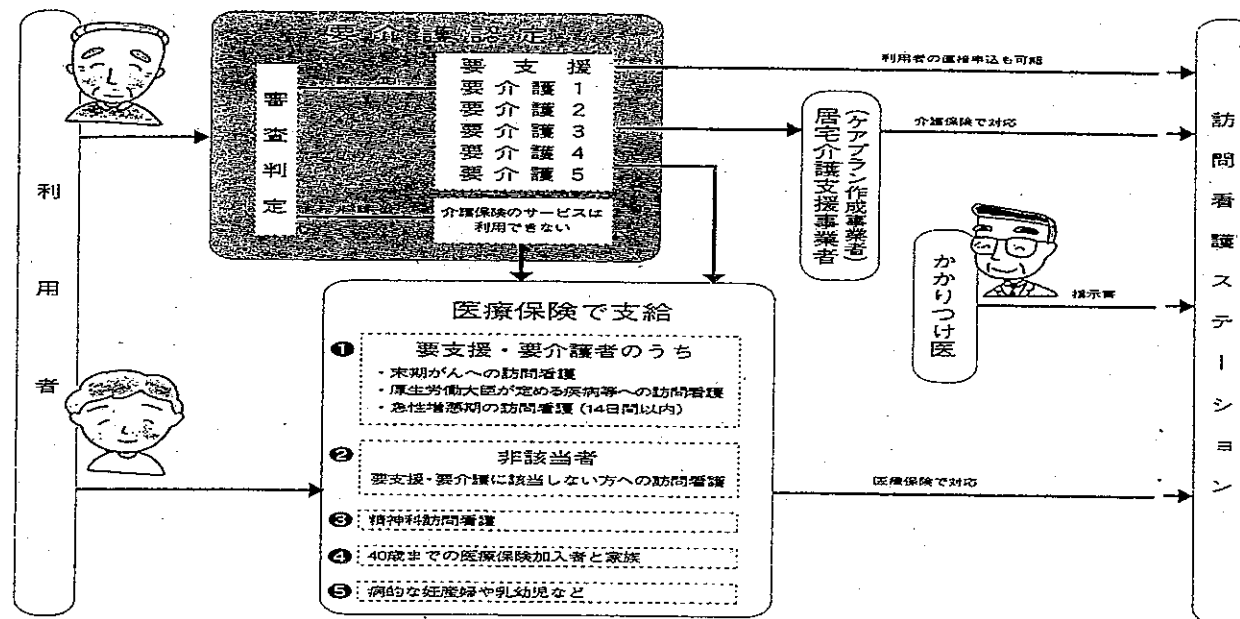 利用者
要介護認定
審査判定
要支援
要介護1
要介護2
要介護3
要介護4
要介護5
介護保険のサービスは
利用できない
利用者の直接申込も可能
居宅介護支援事業者
(ケアプラン作成事業者)
介護保険で対応
かかりつけ医
指示書
訪問看護ステーション
医療保険で支給
❶ 要支援・要介護者のうち
・末期がんへの訪問看護
・厚生労働大臣が定める疾病等への訪問看護
・急性増悪期の訪問看護(14日間以内)
❷ 非該当者
要支援・要介護に該当しない方への訪問看護
❸ 精神科訪問看護
❹ 40歳までの医療保険加入者と家族
❺ 病的な妊産婦や乳幼児など
医療保険で対応